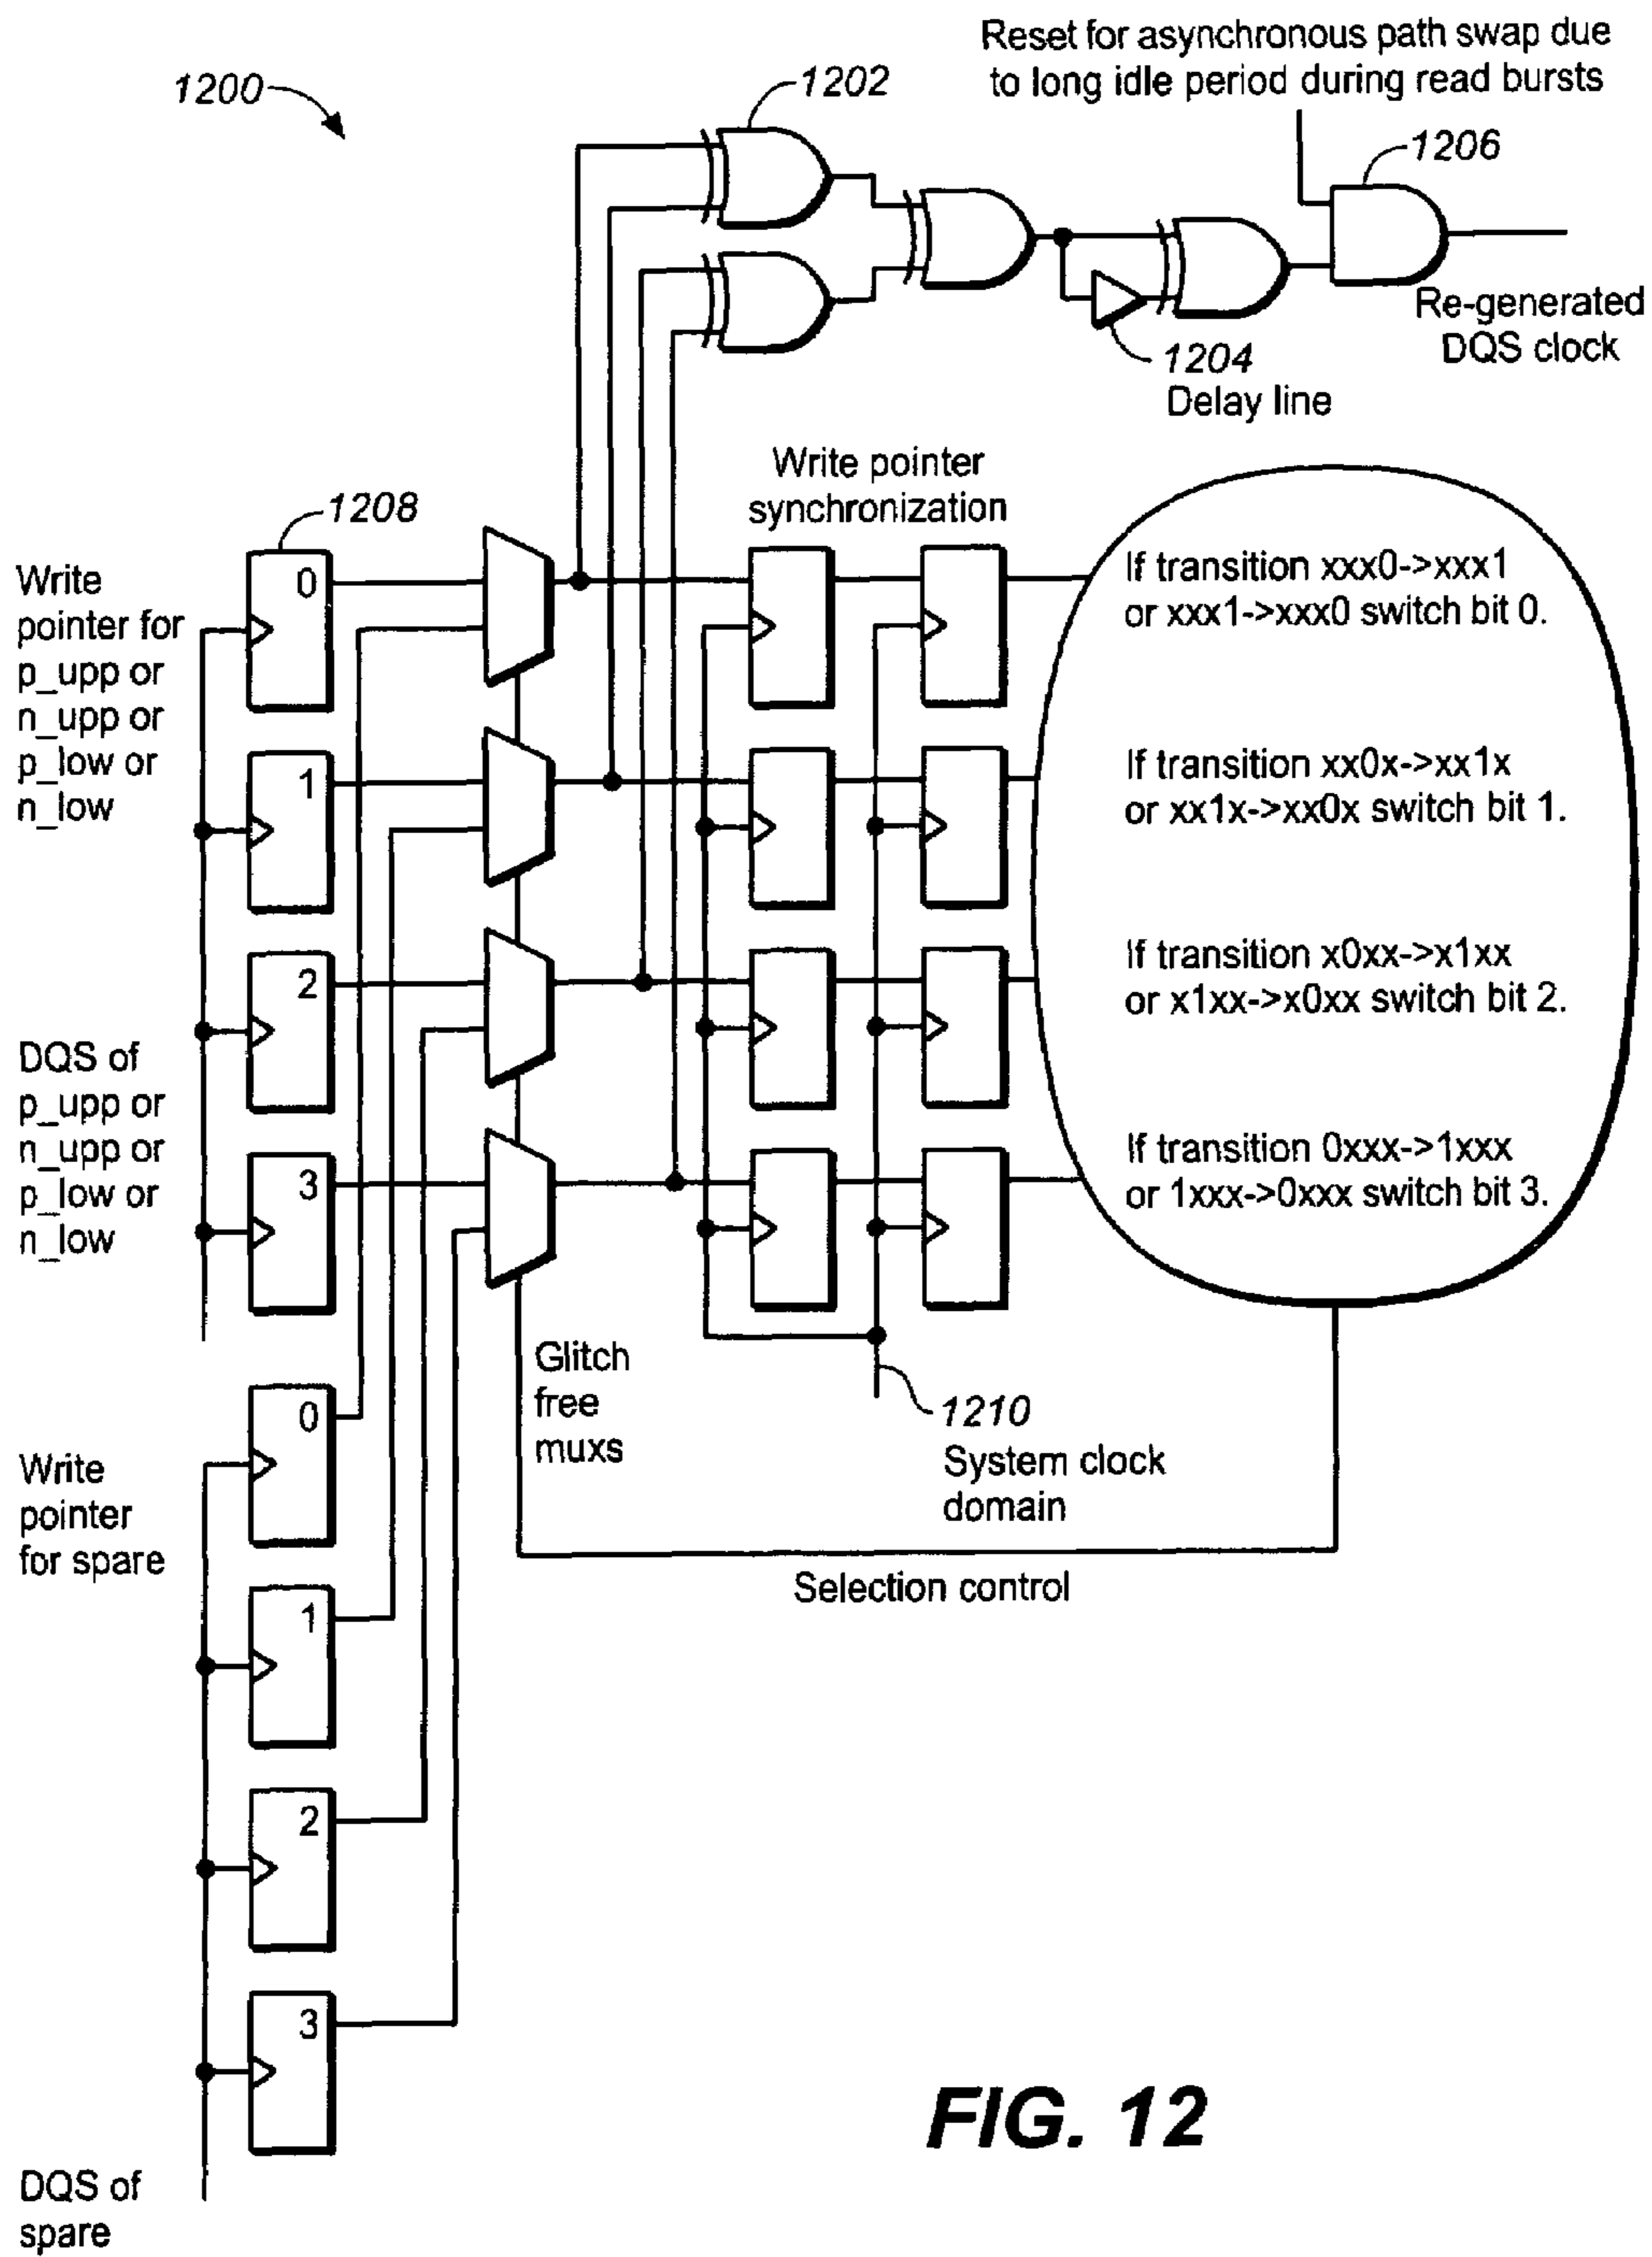 Reset for asynchronous path swap due
to long idle period during read bursts
1200
1202
1206
Re-generated
DQS clock
1204
Delay line
Write pointer
synchronization
1208
Write
pointer for
p_upp or
n_upp or
p_low or
n_low
0
1
2
3
If transition xxx0->xxx1
or xxx1->xxx0 switch bit 0.
If transition xx0x->xx1x
or xx1x->xx0x switch bit 1.
If transition x0xx->x1xx
or x1xx->x0xx switch bit 2.
If transition 0xxx->1xxx
or 1xxx->0xxx switch bit 3.
DQS of
p_upp or
n_upp or
p_low or
n_low
Glitch
free
muxs
1210
System clock
domain
Selection control
Write
pointer
for spare
0
1
2
3
DQS of
spare
FIG. 12